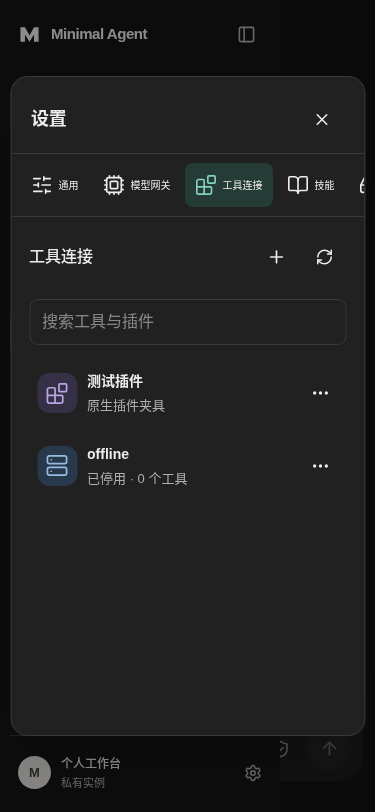 Minimal Agent
设置
通用
模型网关
工具连接
技能
工具连接
搜索工具与插件
测试插件
原生插件夹具
offline
已停用 · 0 个工具
M
个人工作台
私有实例